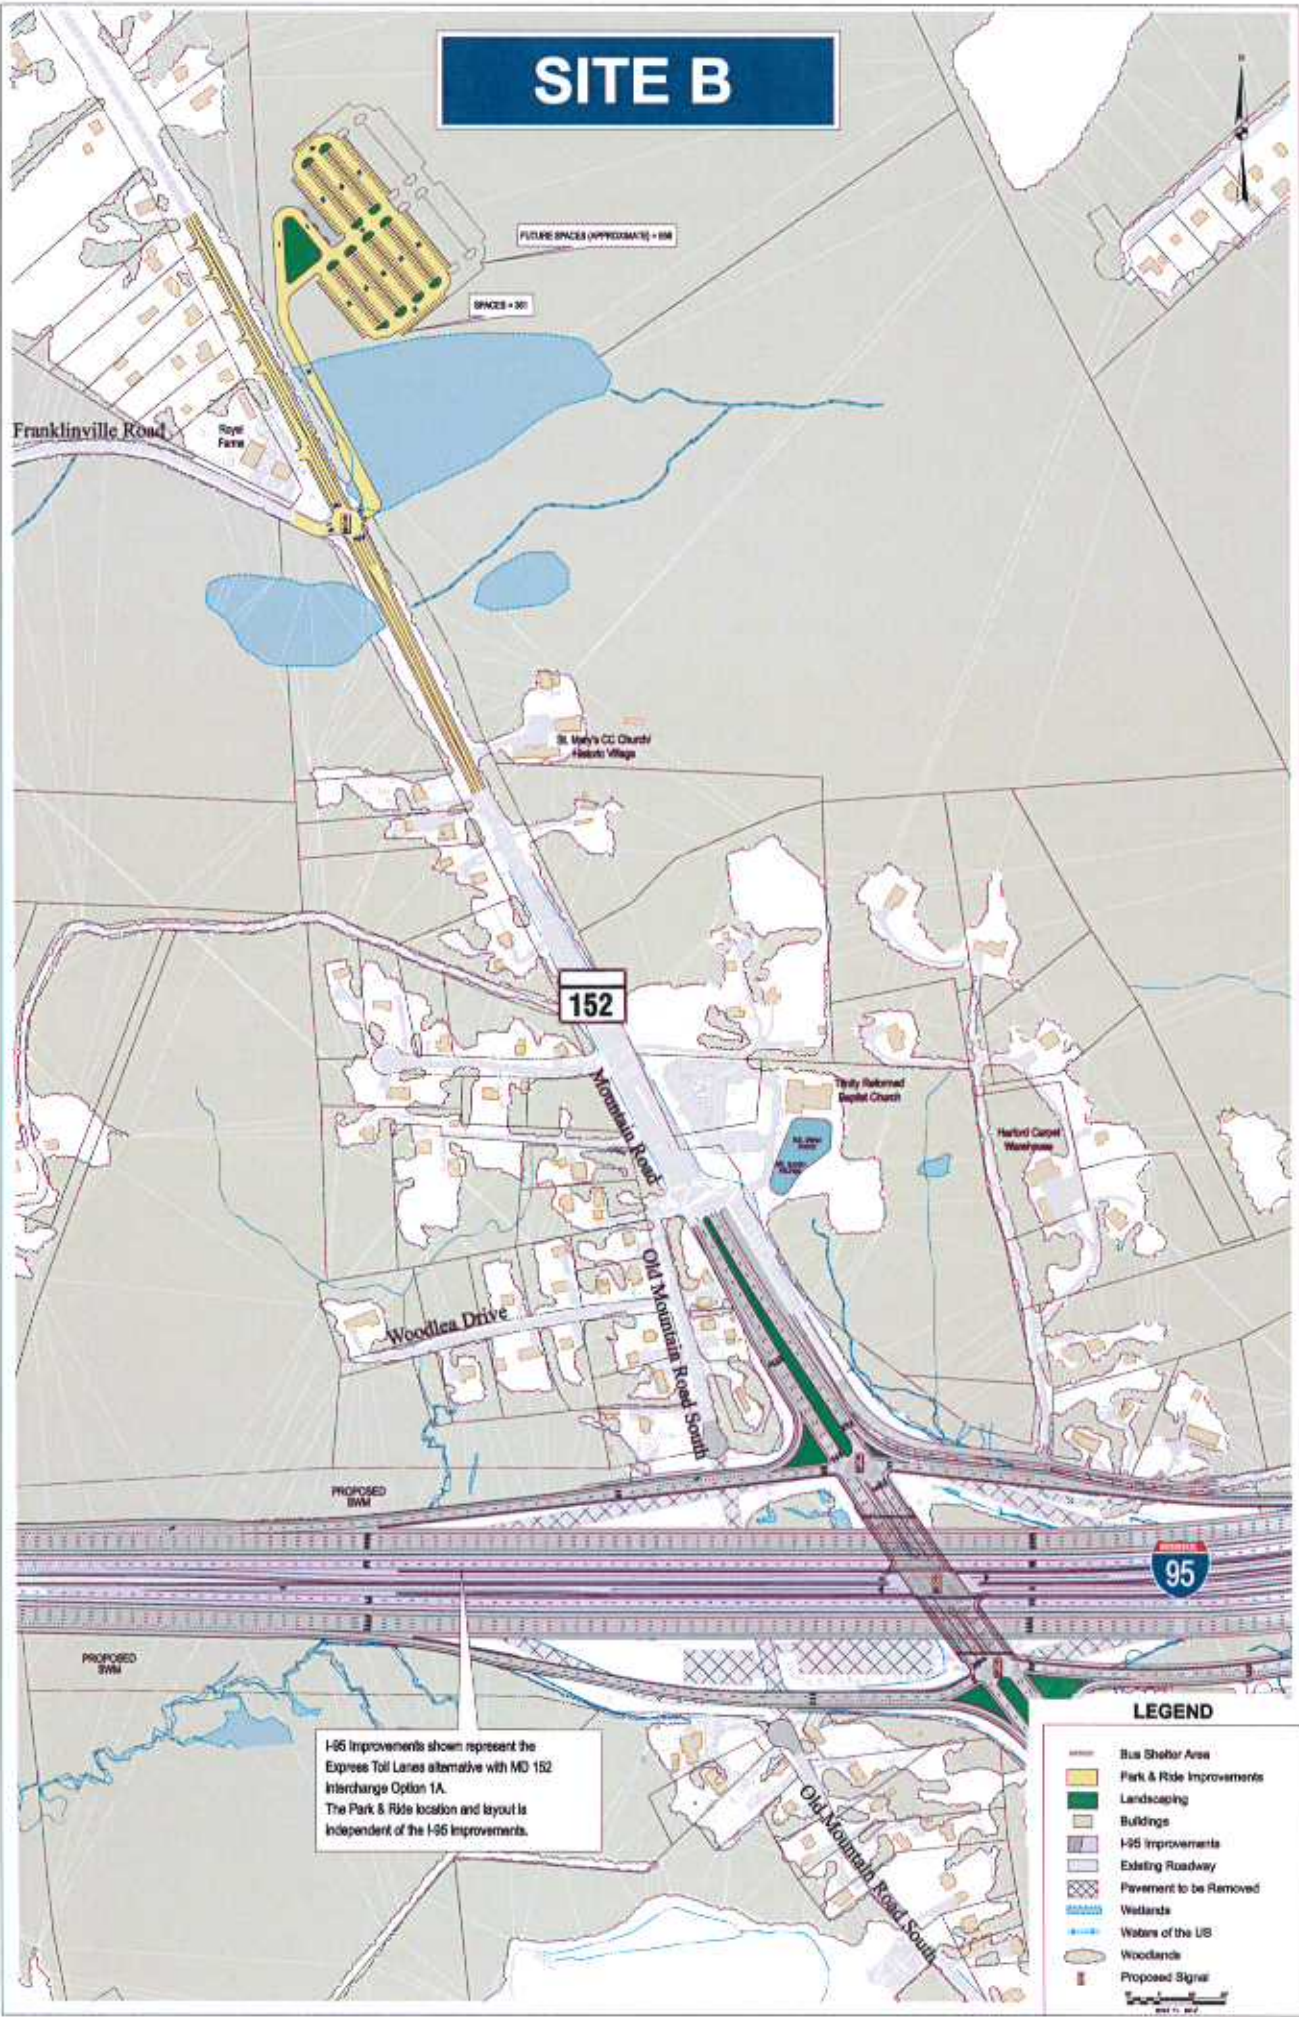 SITE B
N
FUTURE SPACES (APPROXIMATE) =
SPACES = 361
Franklinville Road
Royal
Farms
St. Mary's CC Church/
Historic Village
152
Mountain Road
Trinity Reformed
Baptist Church
Harford Carpet
Warehouse
Old Mountain Road South
Woodlea Drive
PROPOSED
SWM
INTERSTATE
95
PROPOSED
SWM
I-95 Improvements shown represent the
Express Toll Lanes alternative with MD 152
Interchange Option 1A.
The Park & Ride location and layout is
independent of the I-95 improvements.
Old Mountain Road South
LEGEND
Bus Shelter Area
Park & Ride Improvements
Landscaping
Buildings
I-95 Improvements
Existing Roadway
Pavement to be Removed
Wetlands
Waters of the US
Woodlands
Proposed Signal